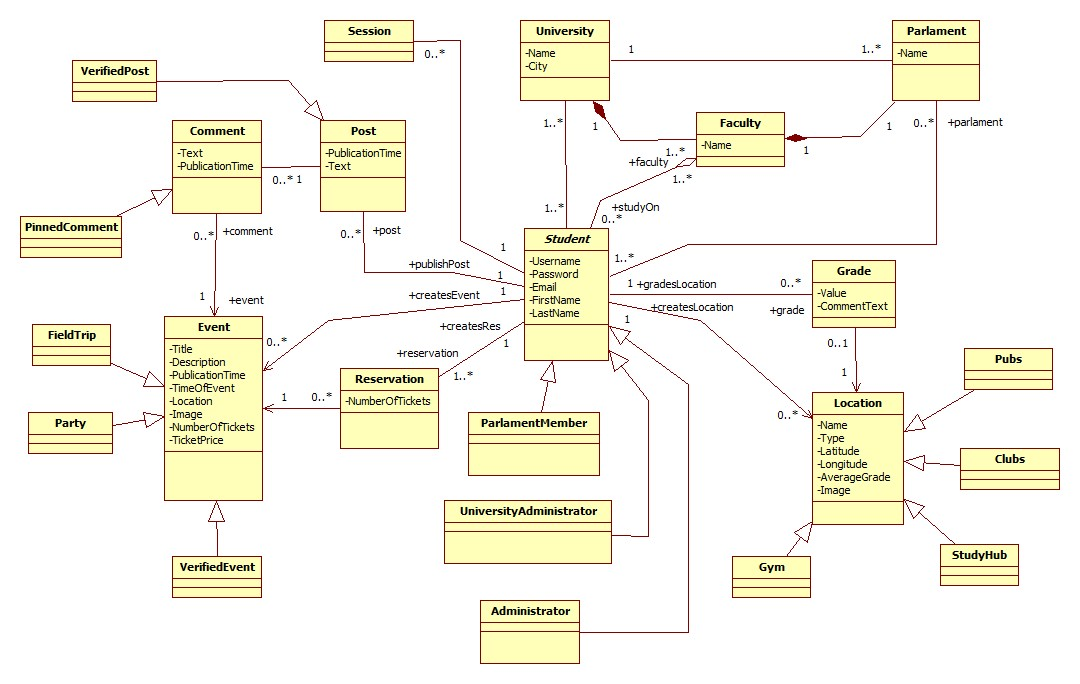 Session
0..*
University
-Name
-City
1
1..*
Parlament
-Name
VerifiedPost
Comment
-Text
-PublicationTime
0..*
1
Post
-PublicationTime
-Text
1..*
1
Faculty
-Name
1..*
+faculty
1..*
1
1
0..*
+parlament
PinnedComment
0..*
+comment
0..*
+post
1..*
+studyOn
0..*
1
+publishPost
1
+createsEvent
1
+createsRes
1
Student
-Username
-Password
-Email
-FirstName
-LastName
1..*
1
+gradesLocation
0..*
+createsLocation
+grade
1
Grade
-Value
-CommentText
0..1
1
1
+event
0..*
FieldTrip
Party
Event
-Title
-Description
-PublicationTime
-TimeOfEvent
-Location
-Image
-NumberOfTickets
-TicketPrice
1
0..*
+reservation
1..*
Reservation
-NumberOfTickets
ParlamentMember
0..*
Location
-Name
-Type
-Latitude
-Longitude
-AverageGrade
-Image
Pubs
Clubs
StudyHub
Gym
UniversityAdministrator
VerifiedEvent
Administrator